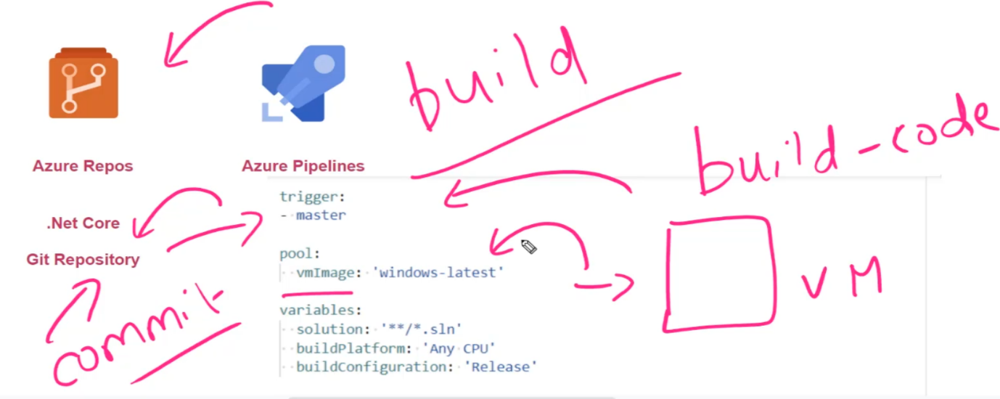 build
build-code
Azure Repos
Azure Pipelines
.Net Core
Git Repository
commit
trigger:
- master
pool:
vmImage: 'windows-latest'
variables:
solution: '**/*.sln'
buildPlatform: 'Any CPU'
buildConfiguration: 'Release'
VM